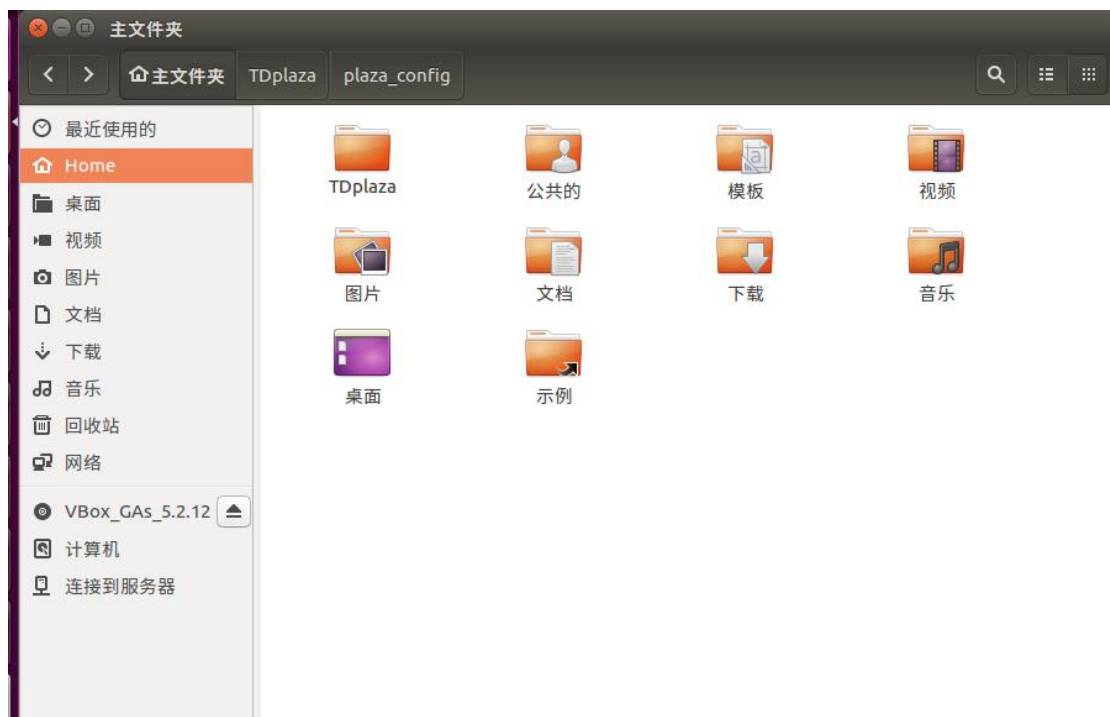 主文件夹
主文件夹 TDplaza plaza_config
最近使用的
Home
桌面
视频
图片
文档
下载
音乐
回收站
网络
VBox_GAs_5.2.12
计算机
连接到服务器
TDplaza 公共的 模板 视频
图片 文档 下载 音乐
桌面 示例